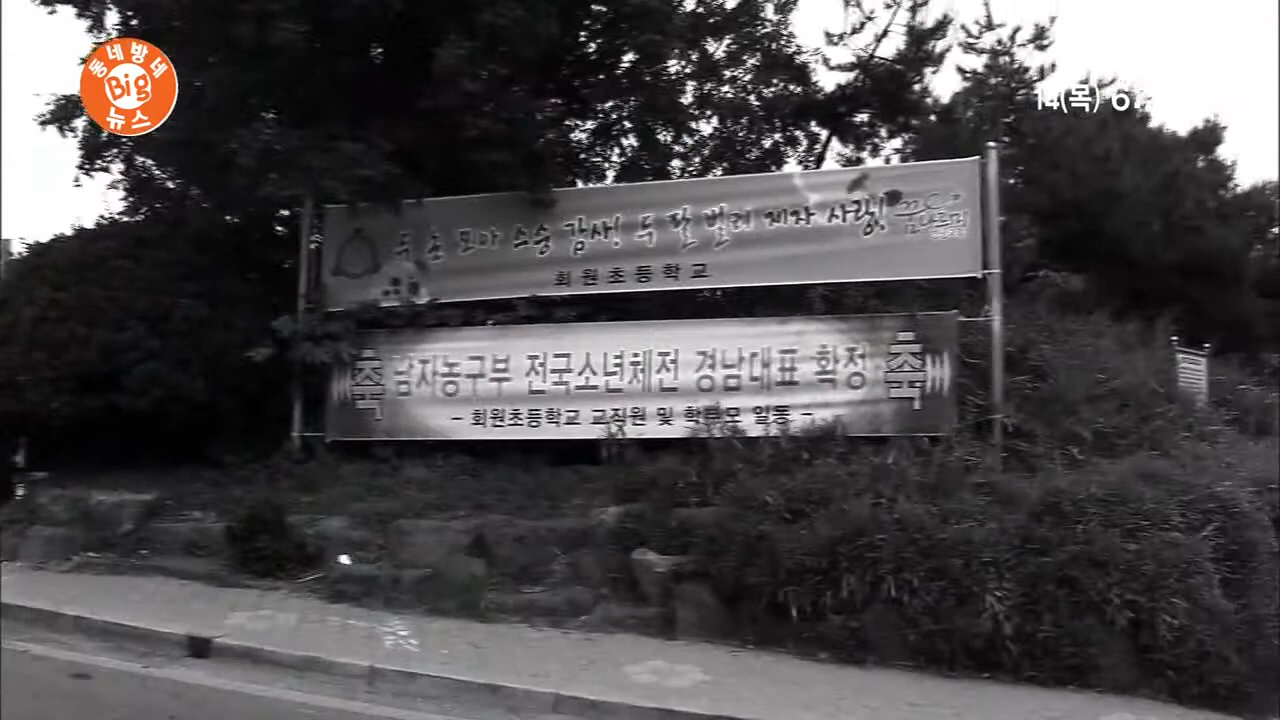 동네방네
Big
뉴스
14(목) 6
두 손 모아 스승 감사! 두 팔 벌려 제자 사랑!
회원초등학교
축 남자농구부 전국소년체전 경남대표 확정 축
- 회원초등학교 교직원 및 학부모 일동 -